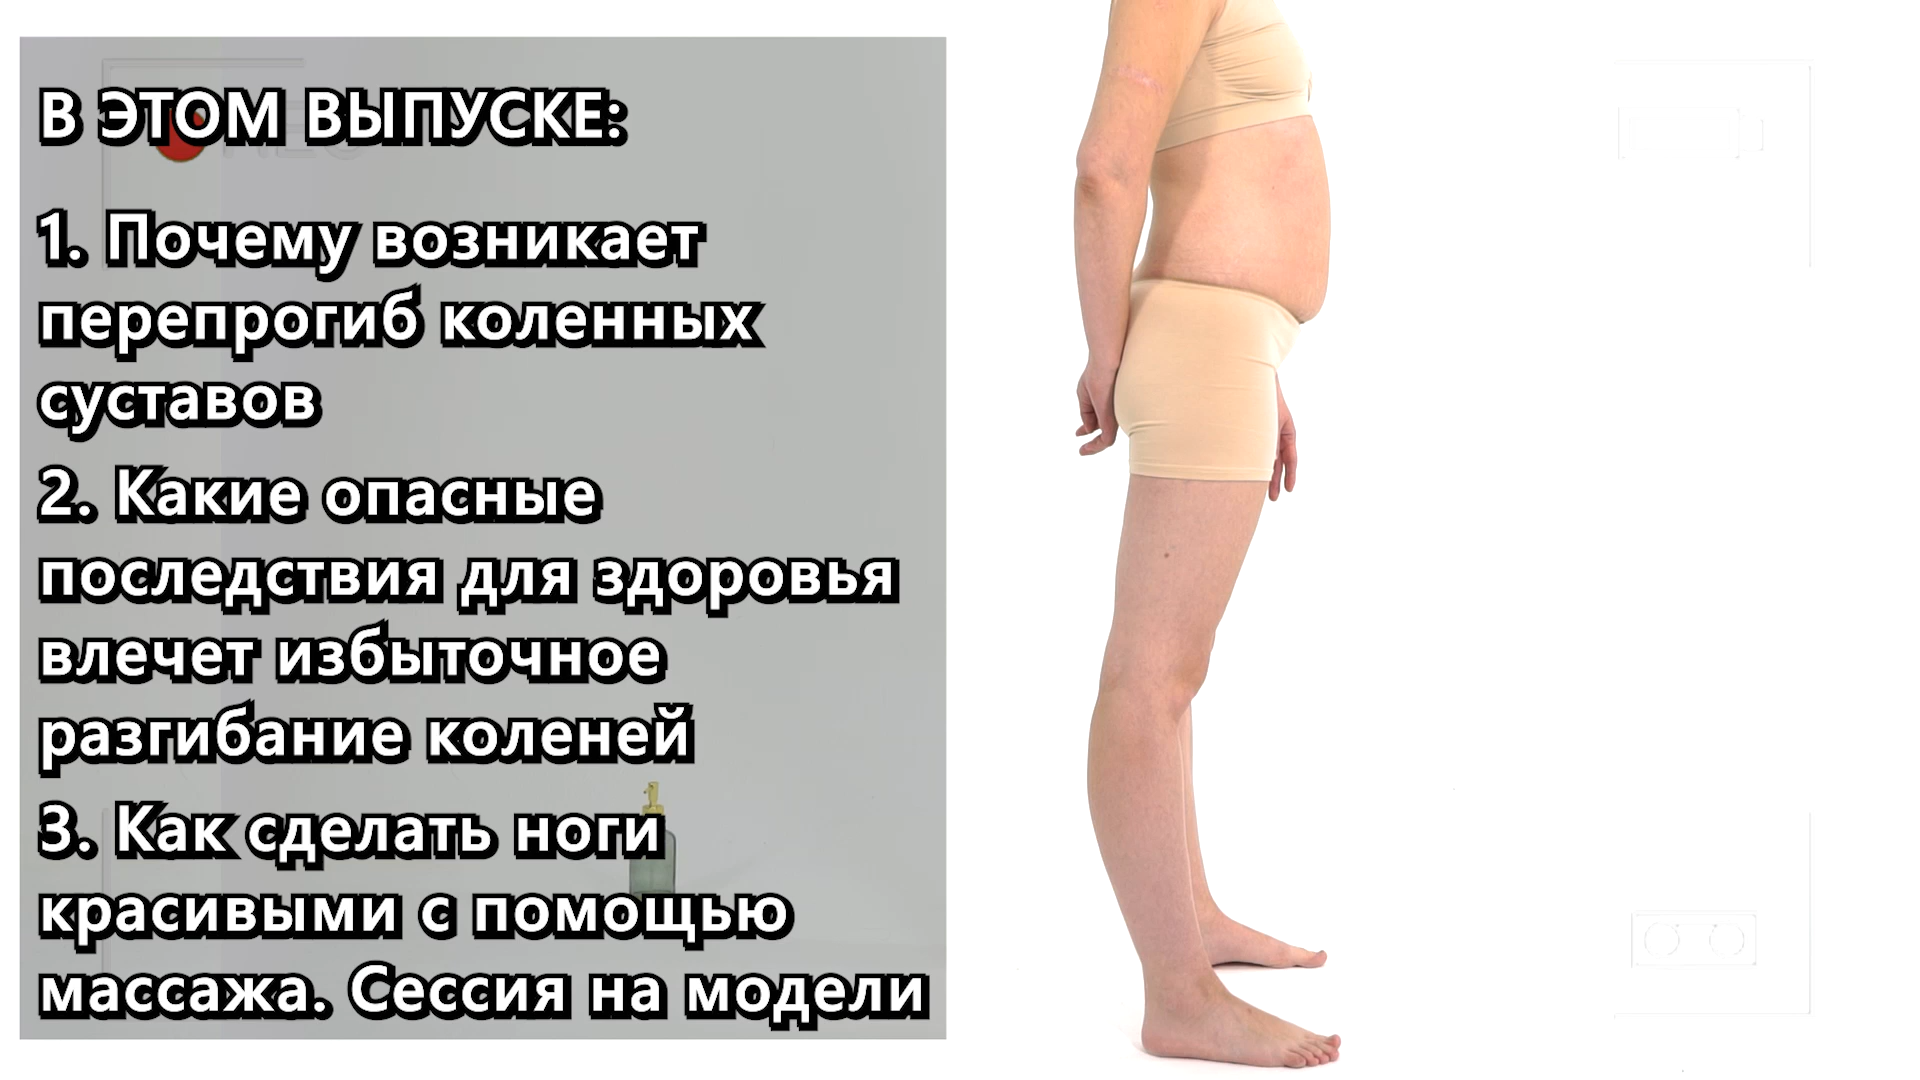 В ЭТОМ ВЫПУСКЕ:
1. Почему возникает
перепрогиб коленных
суставов
2. Какие опасные
последствия для здоровья
влечет избыточное
разгибание коленей
3. Как сделать ноги
красивыми с помощью
массажа. Сессия на модели